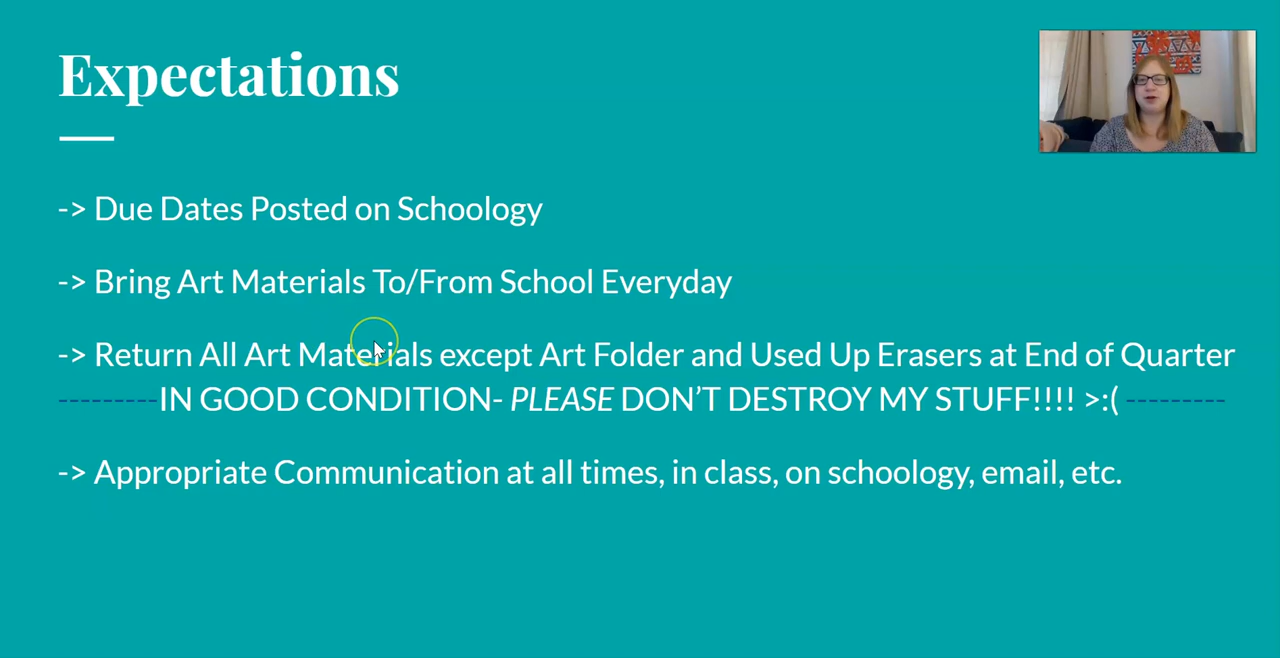 Expectations
-> Due Dates Posted on Schoology
-> Bring Art Materials To/From School Everyday
-> Return All Art Materials except Art Folder and Used Up Erasers at End of Quarter
---------IN GOOD CONDITION- PLEASE DON’T DESTROY MY STUFF!!!! >:( ---------
-> Appropriate Communication at all times, in class, on schoology, email, etc.